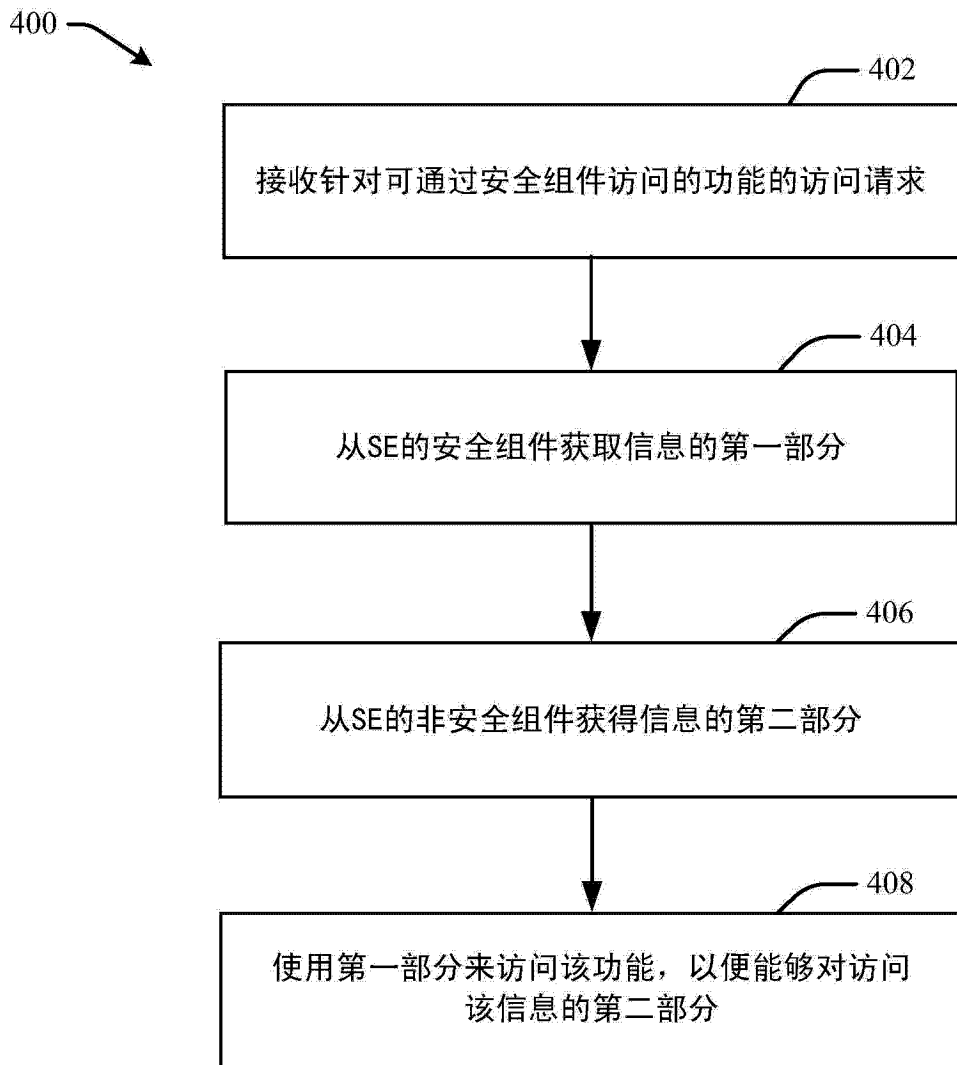 400
402
接收针对可通过安全组件访问的功能的访问请求
404
从SE的安全组件获取信息的第一部分
406
从SE的非安全组件获得信息的第二部分
408
使用第一部分来访问该功能，以便能够对访问
该信息的第二部分